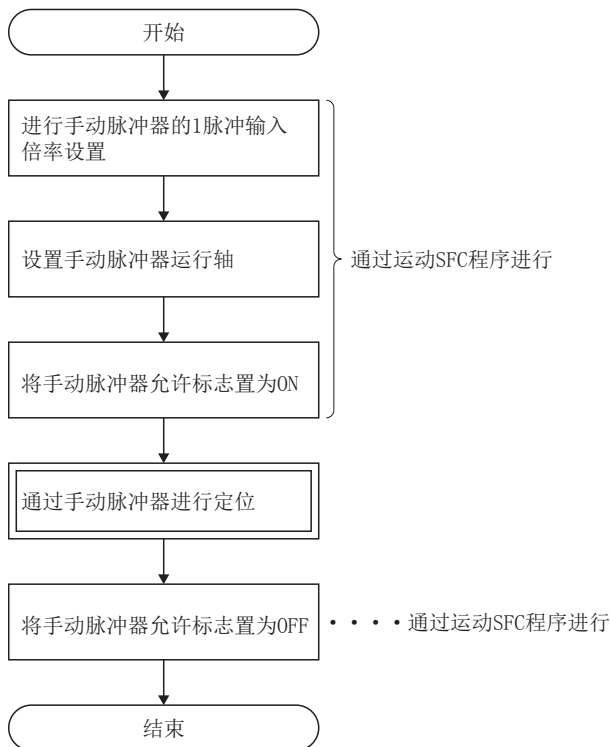 开始
进行手动脉冲器的1脉冲输入
倍率设置
设置手动脉冲器运行轴
通过运动SFC程序进行
将手动脉冲器允许标志置为ON
通过手动脉冲器进行定位
将手动脉冲器允许标志置为OFF
････通过运动SFC程序进行
结束